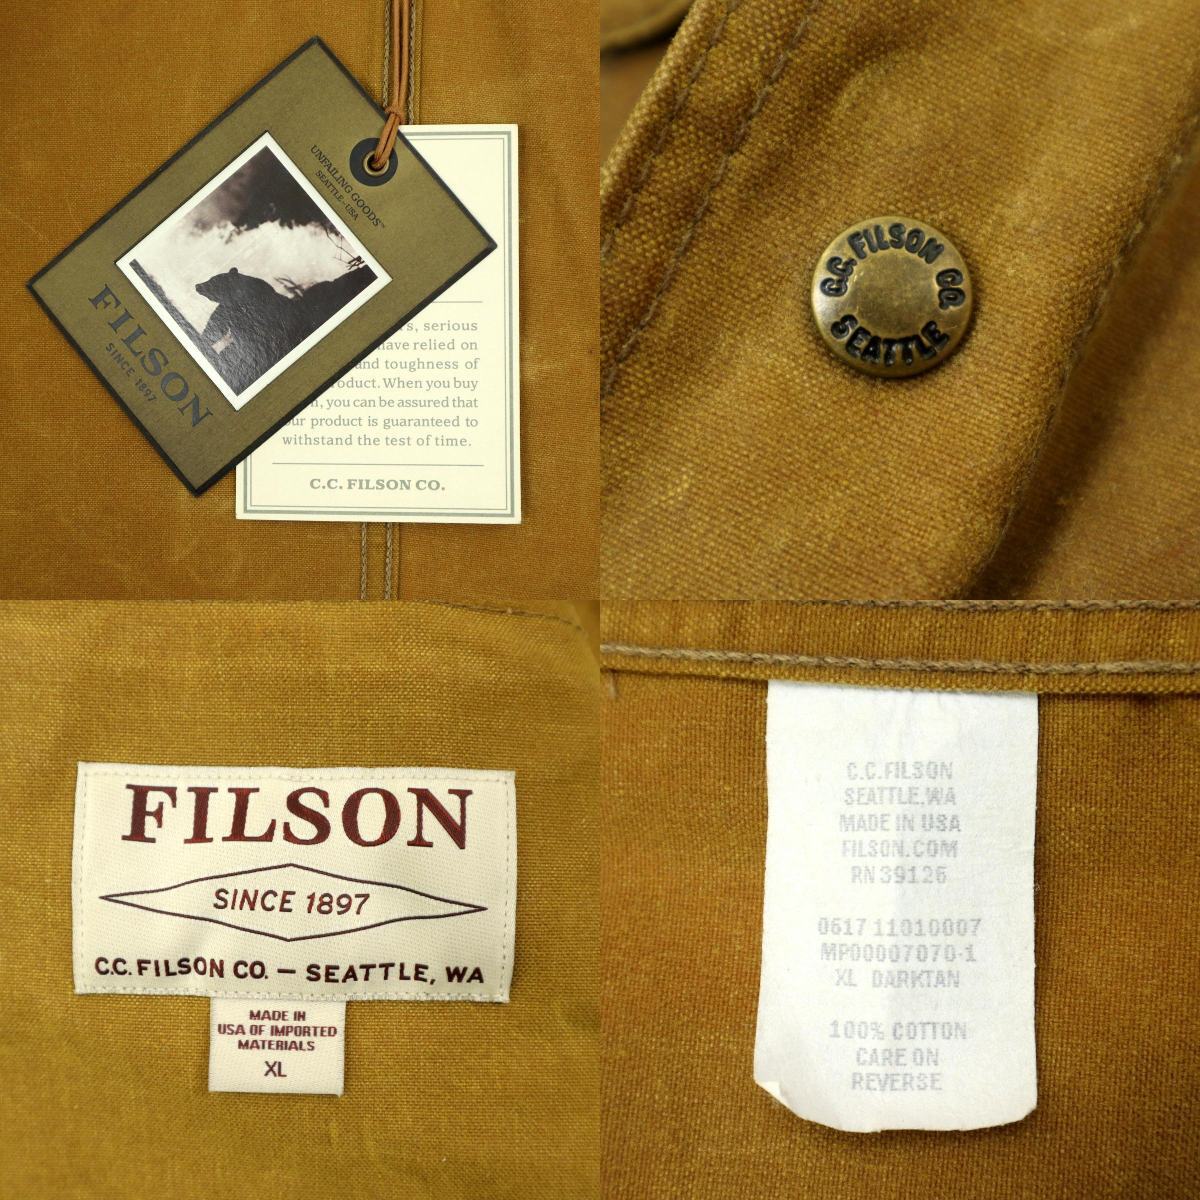 UNFAILING GOODS™
SEATTLE-USA
FILSON
SINCE 1897
serious
have relied on
and toughness of
product. When you buy
you can be assured that
our product is guaranteed to
withstand the test of time.
C.C. FILSON CO.
C.C. FILSON CO.
SEATTLE
FILSON
SINCE 1897
C.C. FILSON CO. — SEATTLE, WA
MADE IN
USA OF IMPORTED
MATERIALS
XL
C.C.FILSON
SEATTLE,WA
MADE IN USA
FILSON.COM
RN 39126
0617 11010007
MP00007070-1
XL DARKTAN
100% COTTON
CARE ON
REVERSE